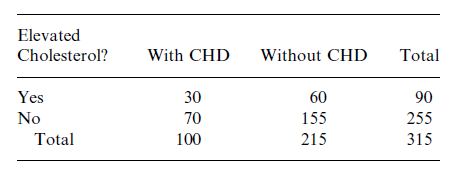 Elevated
Cholesterol? With CHD Without CHD Total
Yes 30 60 90
No 70 155 255
Total 100 215 315